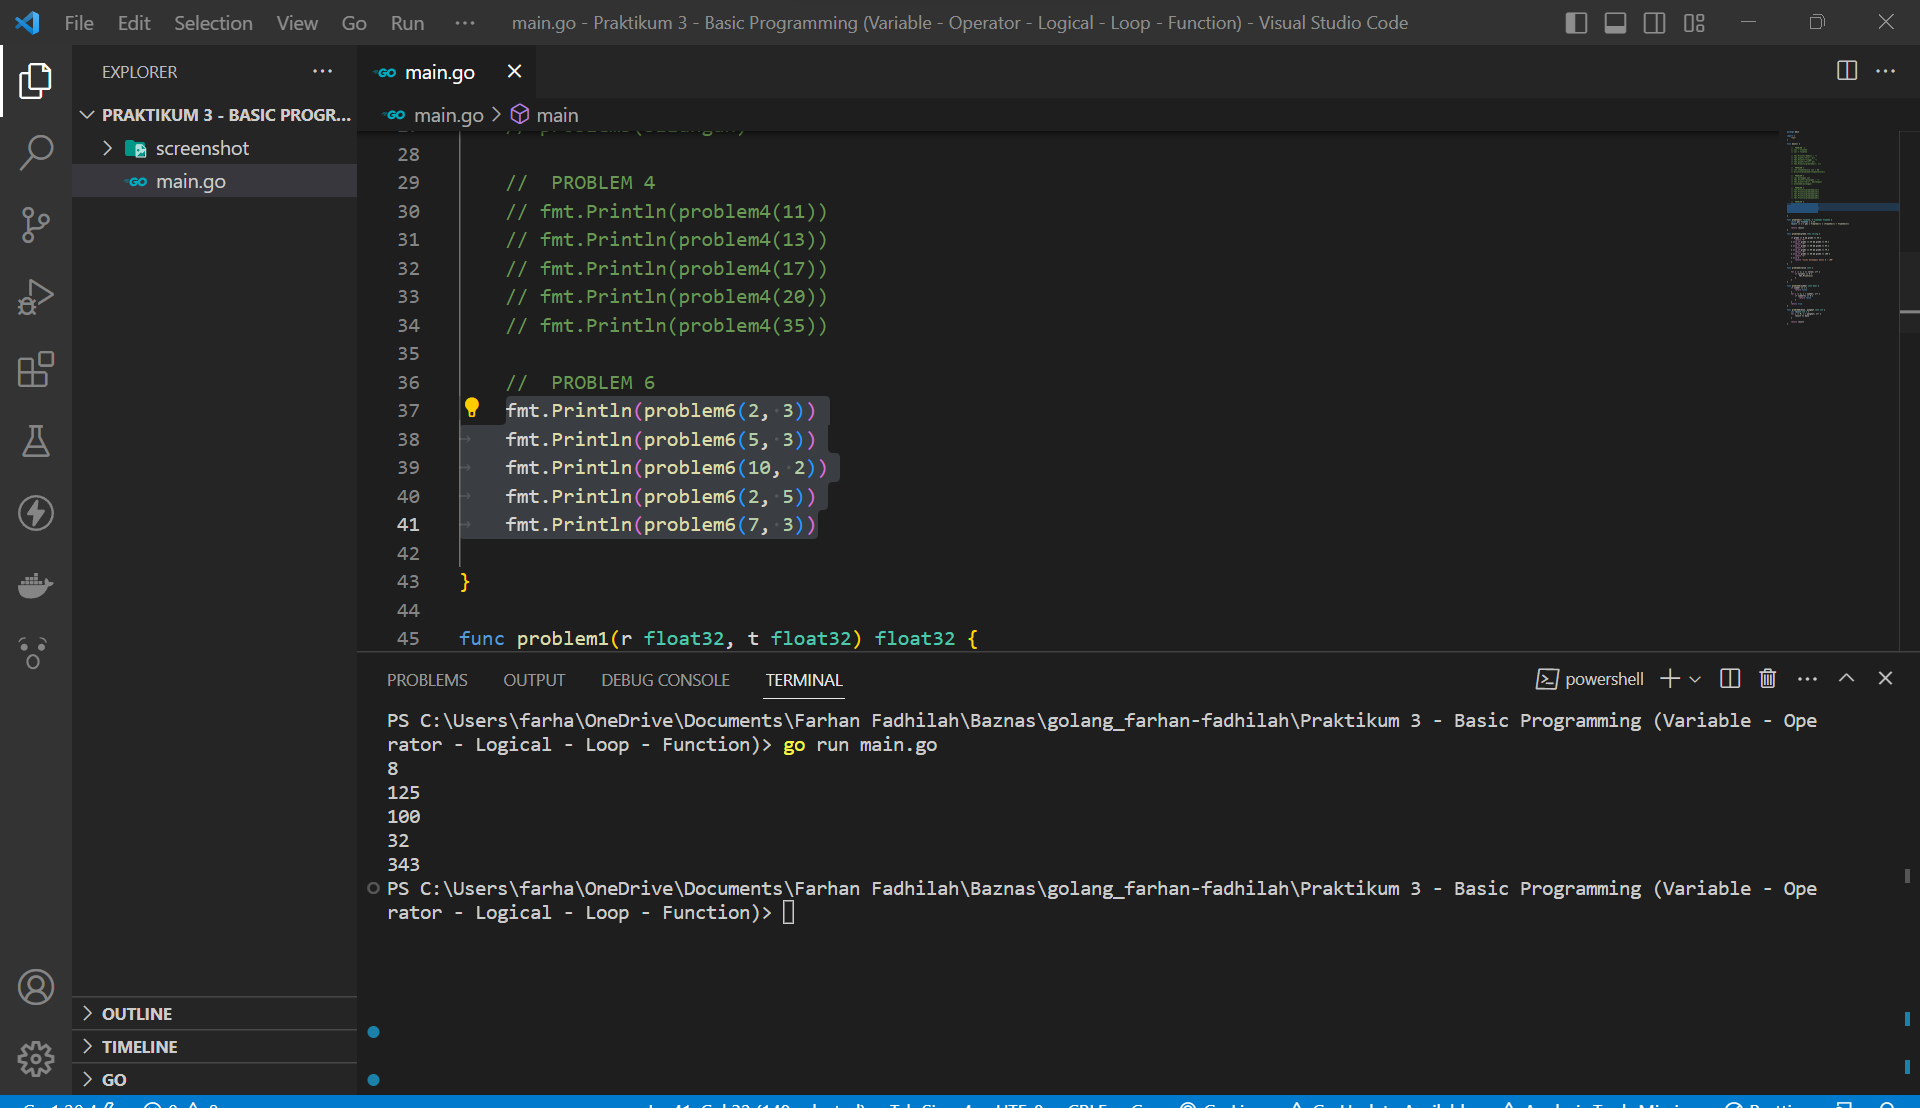 File Edit Selection View Go Run ··· main.go - Praktikum 3 - Basic Programming (Variable - Operator - Logical - Loop - Function) - Visual Studio Code
EXPLORER
PRAKTIKUM 3 - BASIC PROGR...
screenshot
main.go
OUTLINE
TIMELINE
GO
main.go
main.go > main
28
29 // PROBLEM 4
30 // fmt.Println(problem4(11))
31 // fmt.Println(problem4(13))
32 // fmt.Println(problem4(17))
33 // fmt.Println(problem4(20))
34 // fmt.Println(problem4(35))
35
36 // PROBLEM 6
37 fmt.Println(problem6(2, 3))
38 fmt.Println(problem6(5, 3))
39 fmt.Println(problem6(10, 2))
40 fmt.Println(problem6(2, 5))
41 fmt.Println(problem6(7, 3))
42
43 }
44
45 func problem1(r float32, t float32) float32 {
PROBLEMS OUTPUT DEBUG CONSOLE TERMINAL powershell
PS C:\Users\farha\OneDrive\Documents\Farhan Fadhilah\Baznas\golang_farhan-fadhilah\Praktikum 3 - Basic Programming (Variable - Ope
rator - Logical - Loop - Function)> go run main.go
8
125
100
32
343
PS C:\Users\farha\OneDrive\Documents\Farhan Fadhilah\Baznas\golang_farhan-fadhilah\Praktikum 3 - Basic Programming (Variable - Ope
rator - Logical - Loop - Function)>